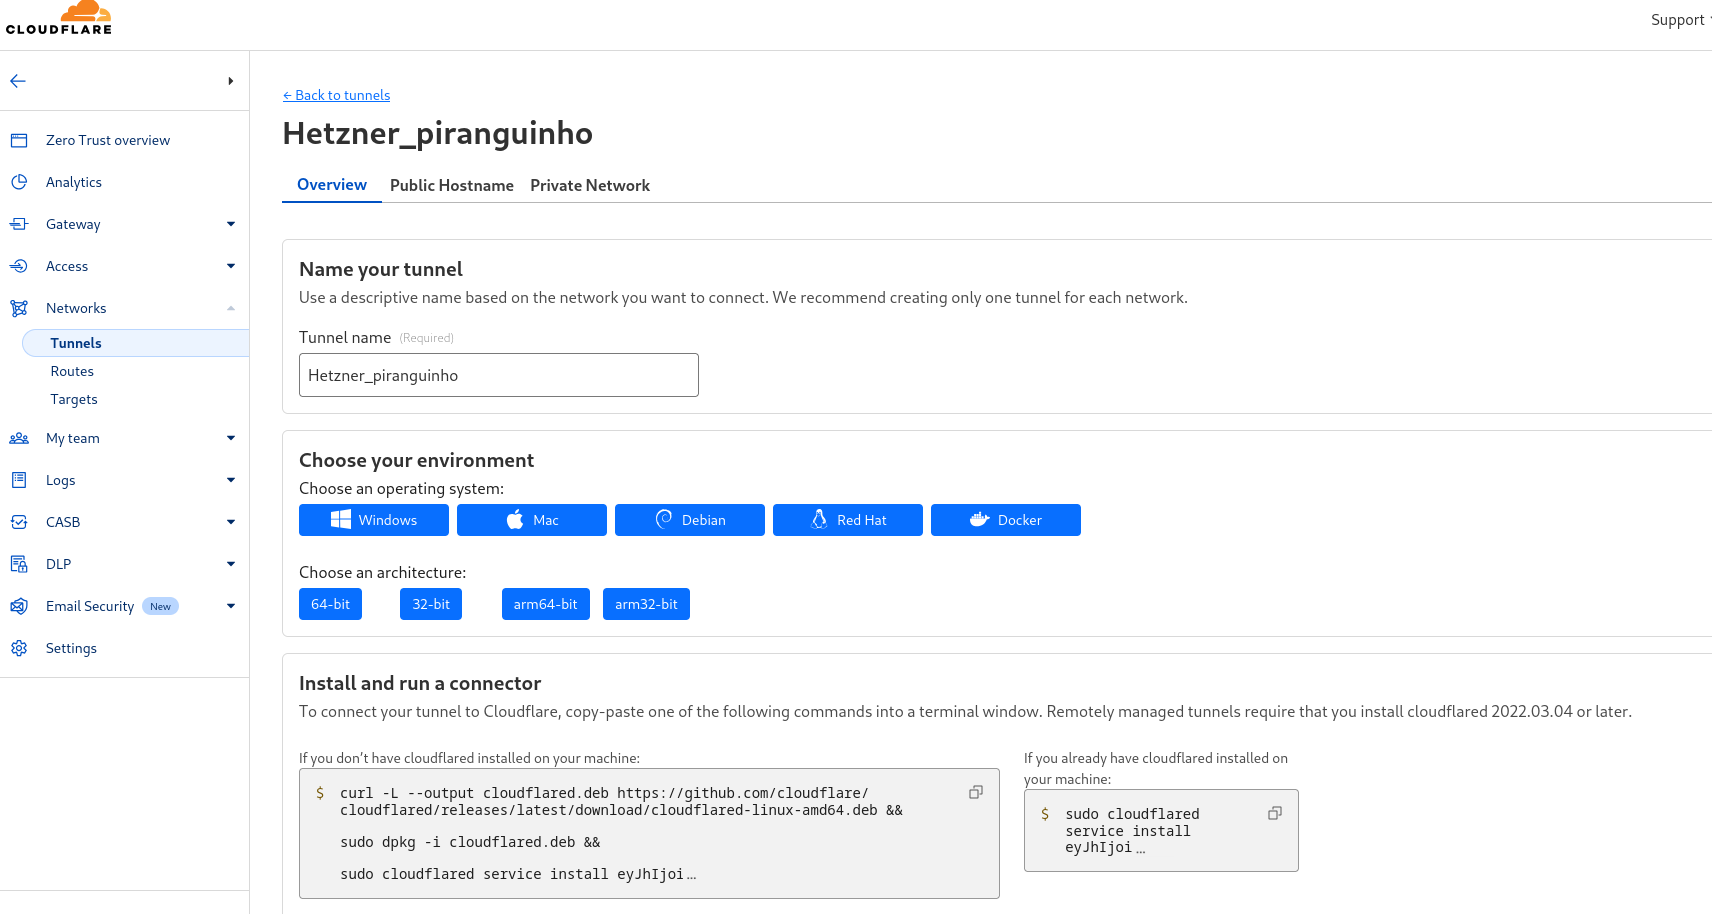 CLOUDFLARE
Support
Zero Trust overview
Analytics
Gateway
Access
Networks
Tunnels
Routes
Targets
My team
Logs
CASB
DLP
Email Security New
Settings
← Back to tunnels
Hetzner_piranguinho
Overview Public Hostname Private Network
Name your tunnel
Use a descriptive name based on the network you want to connect. We recommend creating only one tunnel for each network.
Tunnel name (Required)
Hetzner_piranguinho
Choose your environment
Choose an operating system:
Windows Mac Debian Red Hat Docker
Choose an architecture:
64-bit 32-bit arm64-bit arm32-bit
Install and run a connector
To connect your tunnel to Cloudflare, copy-paste one of the following commands into a terminal window. Remotely managed tunnels require that you install cloudflared 2022.03.04 or later.
If you don’t have cloudflared installed on your machine:
$ curl -L --output cloudflared.deb https://github.com/cloudflare/
cloudflared/releases/latest/download/cloudflared-linux-amd64.deb &&
sudo dpkg -i cloudflared.deb &&
sudo cloudflared service install eyJhIjoi…
If you already have cloudflared installed on
your machine:
$ sudo cloudflared
service install
eyJhIjoi…